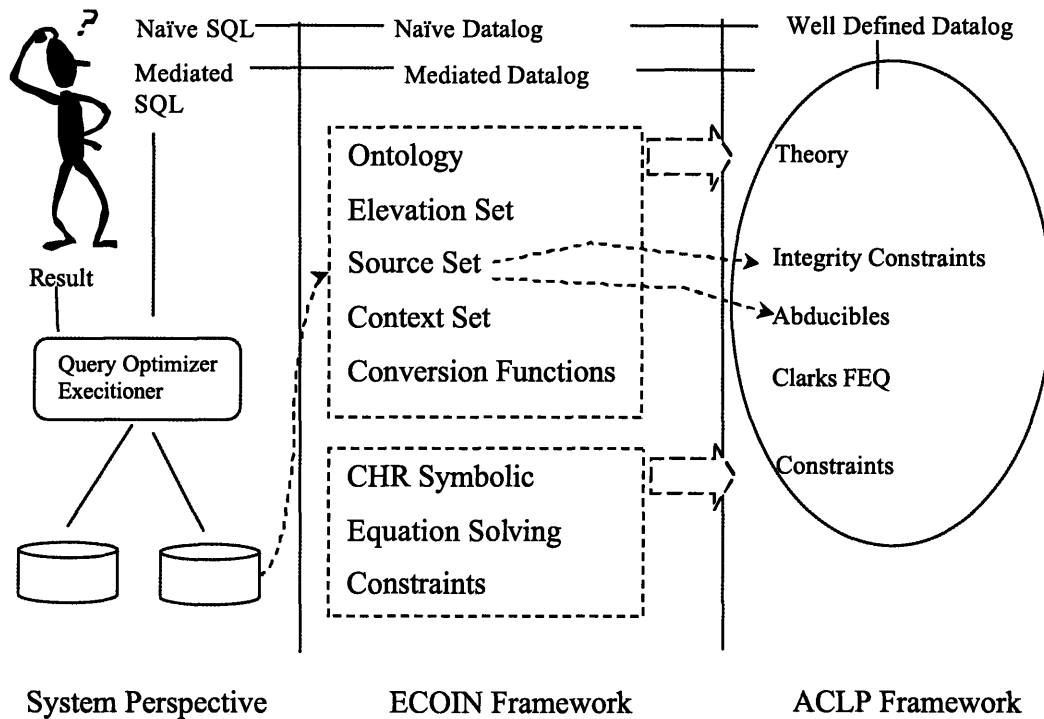 ?
Naïve SQL
Naïve Datalog
Well Defined Datalog
Mediated
SQL
Mediated Datalog
Ontology
Elevation Set
Source Set
Context Set
Conversion Functions
Theory
Integrity Constraints
Abducibles
Clarks FEQ
Constraints
Result
Query Optimizer
Execitioner
CHR Symbolic
Equation Solving
Constraints
System Perspective
ECOIN Framework
ACLP Framework